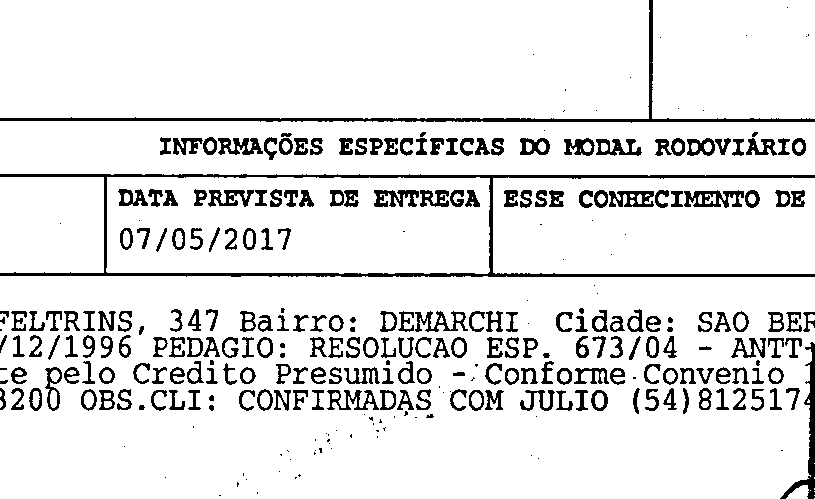 INFORMAÇÕES ESPECÍFICAS DO MODAL RODOVIÁRIO
DATA PREVISTA DE ENTREGA
ESSE CONHECIMENTO DE
07/05/2017
FELTRINS, 347 Bairro: DEMARCHI Cidade: SAO BER
/12/1996 PEDAGIO: RESOLUCAO ESP. 673/04 - ANTT
te pelo Credito Presumido - Conforme Convenio
3200 OBS.CLI: CONFIRMADAS COM JULIO (54)8125174